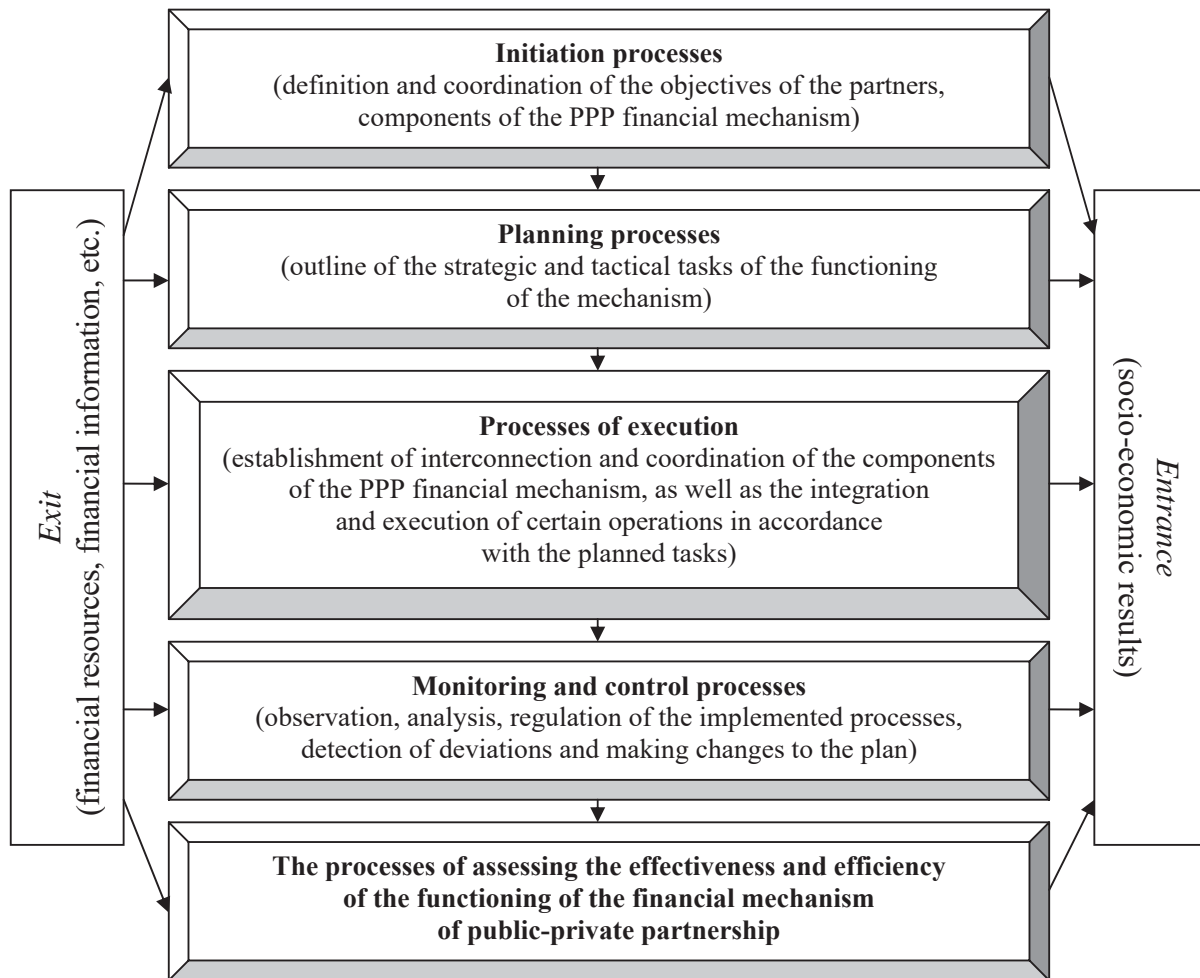 Initiation processes
(definition and coordination of the objectives of the partners,
components of the PPP financial mechanism)
Exit
(financial resources, financial information, etc.)
Planning processes
(outline of the strategic and tactical tasks of the functioning
of the mechanism)
Processes of execution
(establishment of interconnection and coordination of the components
of the PPP financial mechanism, as well as the integration
and execution of certain operations in accordance
with the planned tasks)
Monitoring and control processes
(observation, analysis, regulation of the implemented processes,
detection of deviations and making changes to the plan)
The processes of assessing the effectiveness and efficiency
of the functioning of the financial mechanism
of public-private partnership
Entrance
(socio-economic results)